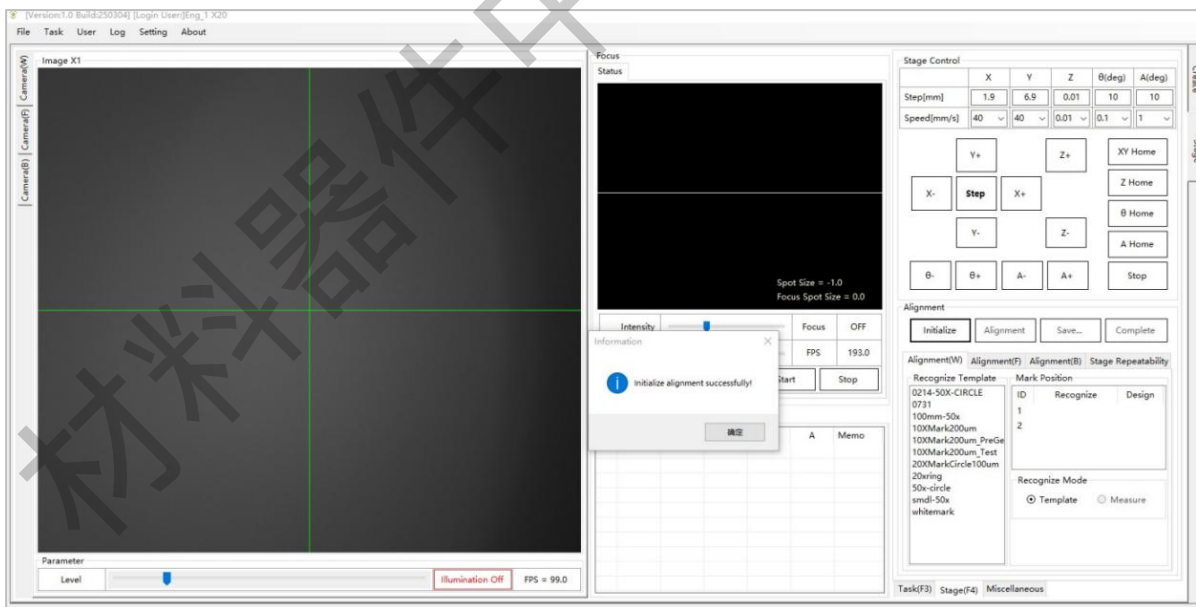 [Version:1.0 Build:250304] [Login User:]Eng_1 X20
File Task User Log Setting About
Camera(W)
Camera(F)
Camera(B)
Image X1
Parameter
Level
Illumination Off
FPS = 99.0
Focus
Status
Spot Size = -1.0
Focus Spot Size = 0.0
Intensity
Focus OFF
FPS 193.0
Start
Stop
A Memo
Information
Initialize alignment successfully!
确定
Stage Control
X Y Z θ(deg) A(deg)
Step[mm] 1.9 6.9 0.01 10 10
Speed[mm/s] 40 40 0.01 0.1 1
Y+ Z+ XY Home
X- Step X+ Z Home
θ Home
Y- Z- A Home
θ- θ+ A- A+ Stop
Alignment
Initialize Alignment Save... Complete
Alignment(W) Alignment(F) Alignment(B) Stage Repeatability
Recognize Template
0214-50X-CIRCLE
0731
100mm-50x
10XMark200um
10XMark200um_PreGe
10XMark200um_Test
20XMarkCircle100um
20xring
50x-circle
smdl-50x
whitemark
Mark Position
ID Recognize Design
1
2
Recognize Mode
Template Measure
Task(F3) Stage(F4) Miscellaneous
Create
材料器件中